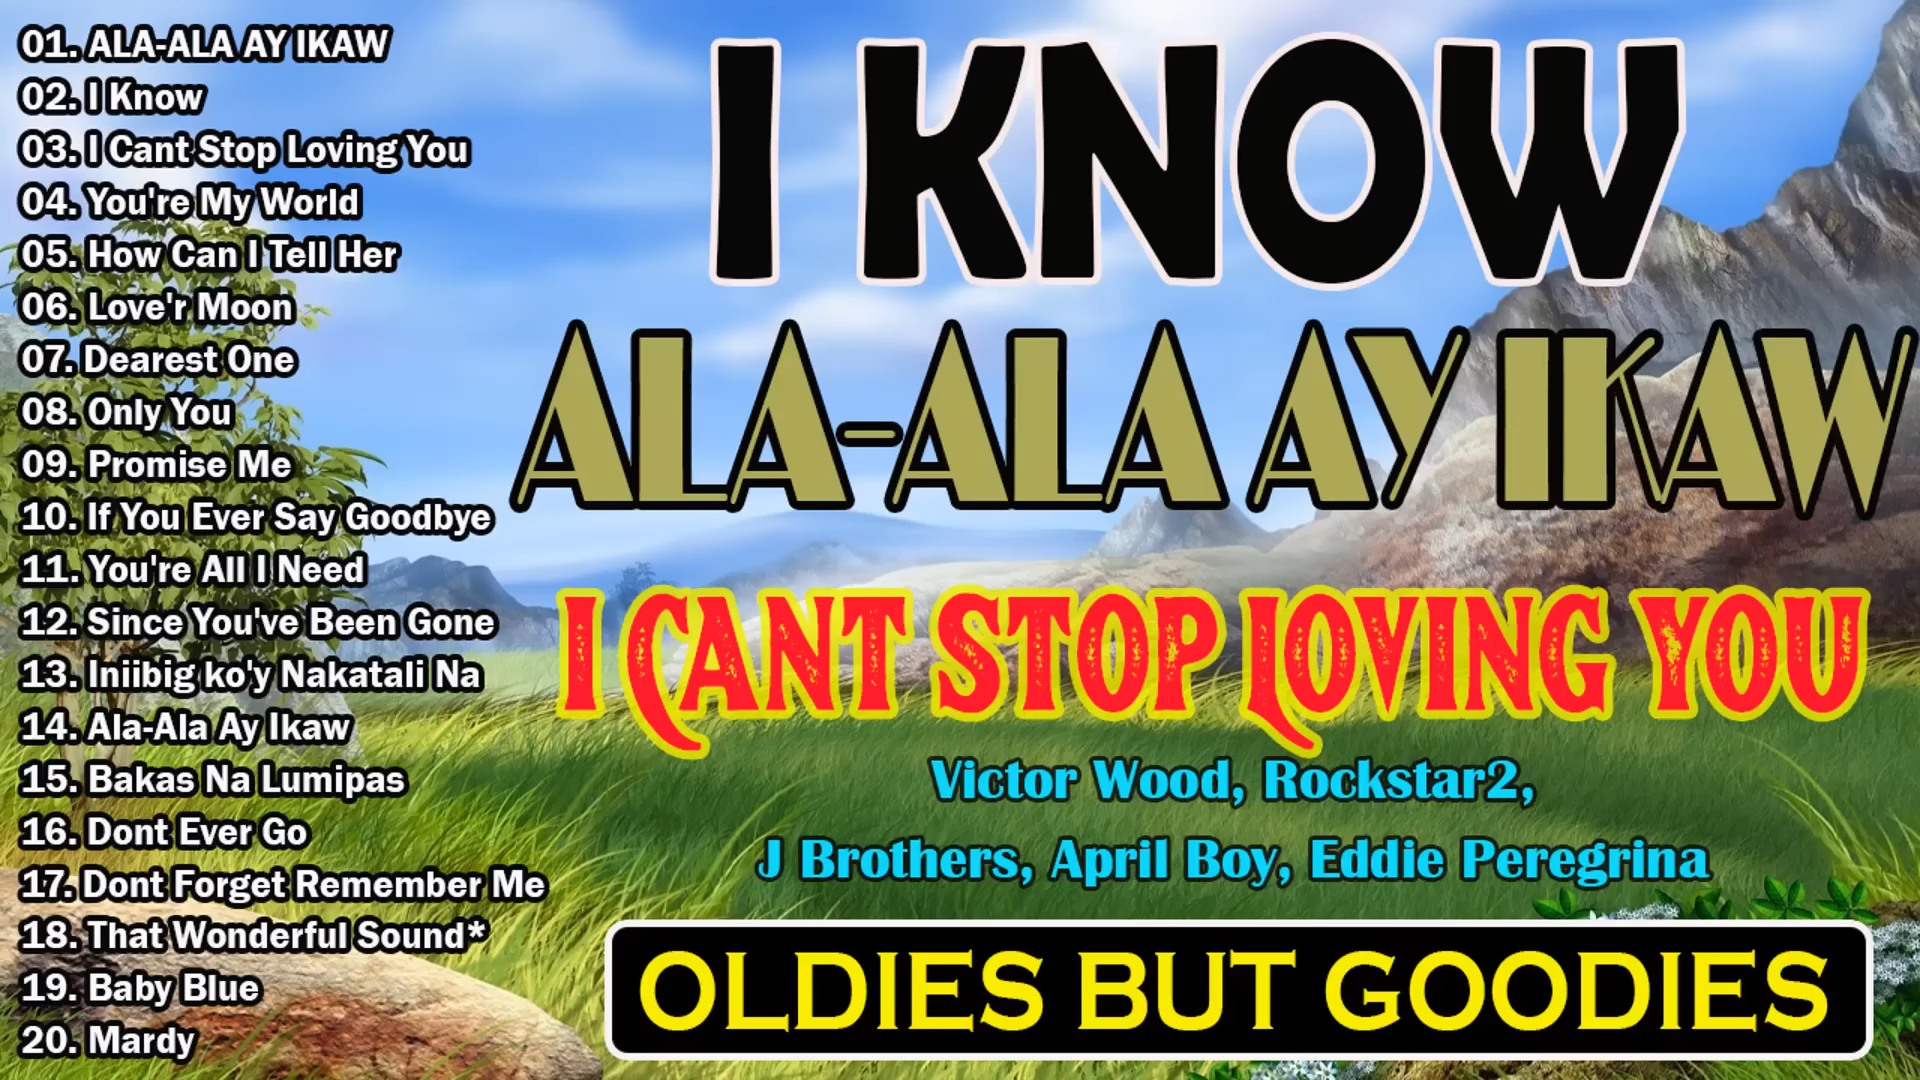 01. ALA-ALA AY IKAW
02. I Know
03. I Cant Stop Loving You
04. You're My World
05. How Can I Tell Her
06. Love'r Moon
07. Dearest One
08. Only You
09. Promise Me
10. If You Ever Say Goodbye
11. You're All I Need
12. Since You've Been Gone
13. Iniibig ko'y Nakatali Na
14. Ala-Ala Ay Ikaw
15. Bakas Na Lumipas
16. Dont Ever Go
17. Dont Forget Remember Me
18. That Wonderful Sound*
19. Baby Blue
20. Mardy
I KNOW
ALA-ALA AY IKAW
I CANT STOP LOVING YOU
Victor Wood, Rockstar2,
J Brothers, April Boy, Eddie Peregrina
OLDIES BUT GOODIES